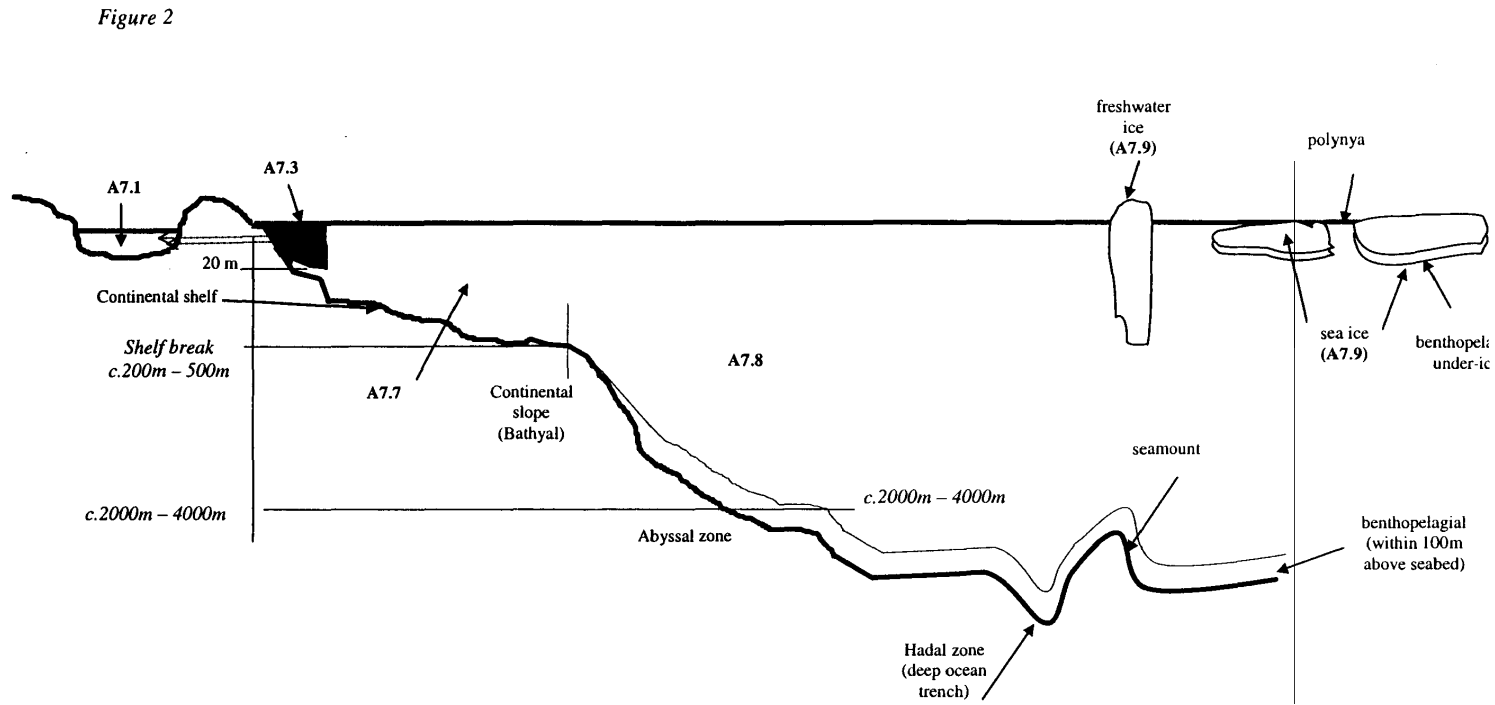 Figure 2
freshwater
ice
(A7.9)
polynya
A7.3
A7.1
20 m
Continental shelf
Shelf break
c.200m – 500m
A7.7
A7.8
Continental
slope
(Bathyal)
sea ice
(A7.9)
under-
seamount
c.2000m – 4000m
c.2000m – 4000m
Abyssal zone
benthopelagial
(within 100m
above seabed)
Hadal zone
(deep ocean
trench)